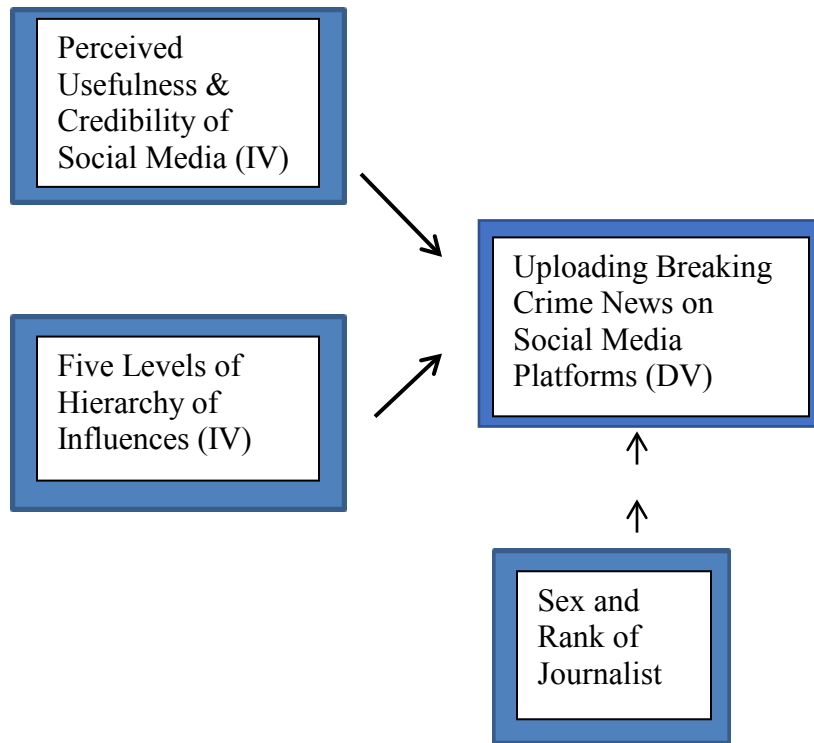 Perceived
Usefulness &
Credibility of
Social Media (IV)
Uploading Breaking
Crime News on
Social Media
Platforms (DV)
Five Levels of
Hierarchy of
Influences (IV)
Sex and
Rank of
Journalist